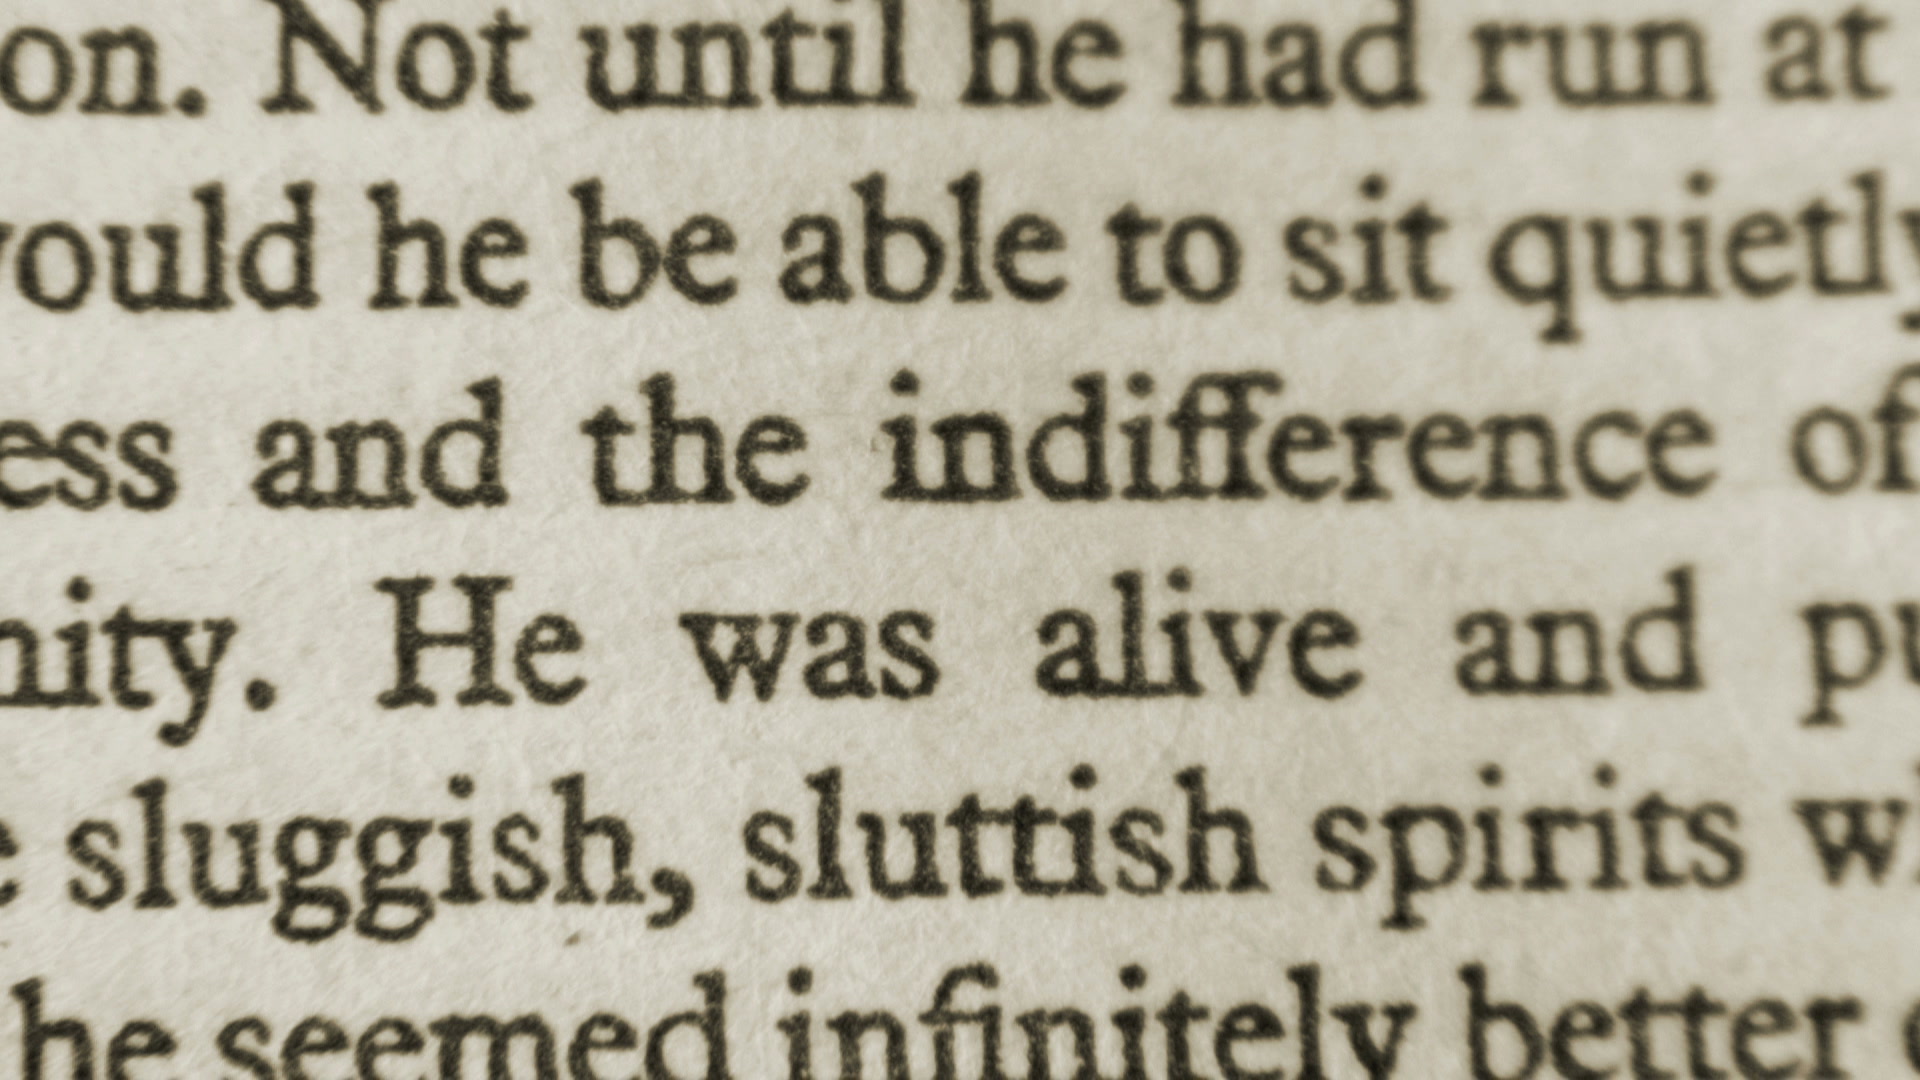 on. Not until he had run at
would he be able to sit quietly
ess and the indifference of
nity. He was alive and pu
e sluggish, sluttish spirits wh
he seemed infinitely better